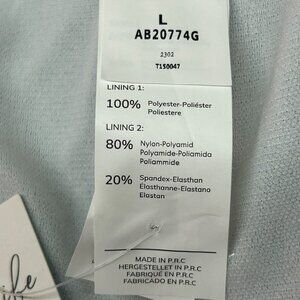 L
AB20774G
2302
T150047
LINING 1:
100% Polyester-Poliéster
Poliestere
LINING 2:
80% Nylon-Polyamid
Polyamide-Poliamida
Poliammide
20% Spandex-Elasthan
Élasthanne-Elastano
Elastan
MADE IN P.R.C
HERGESTELLT IN P.R.C
FABRIQUÉ EN P.R.C
FABRICADO EN P.R.C